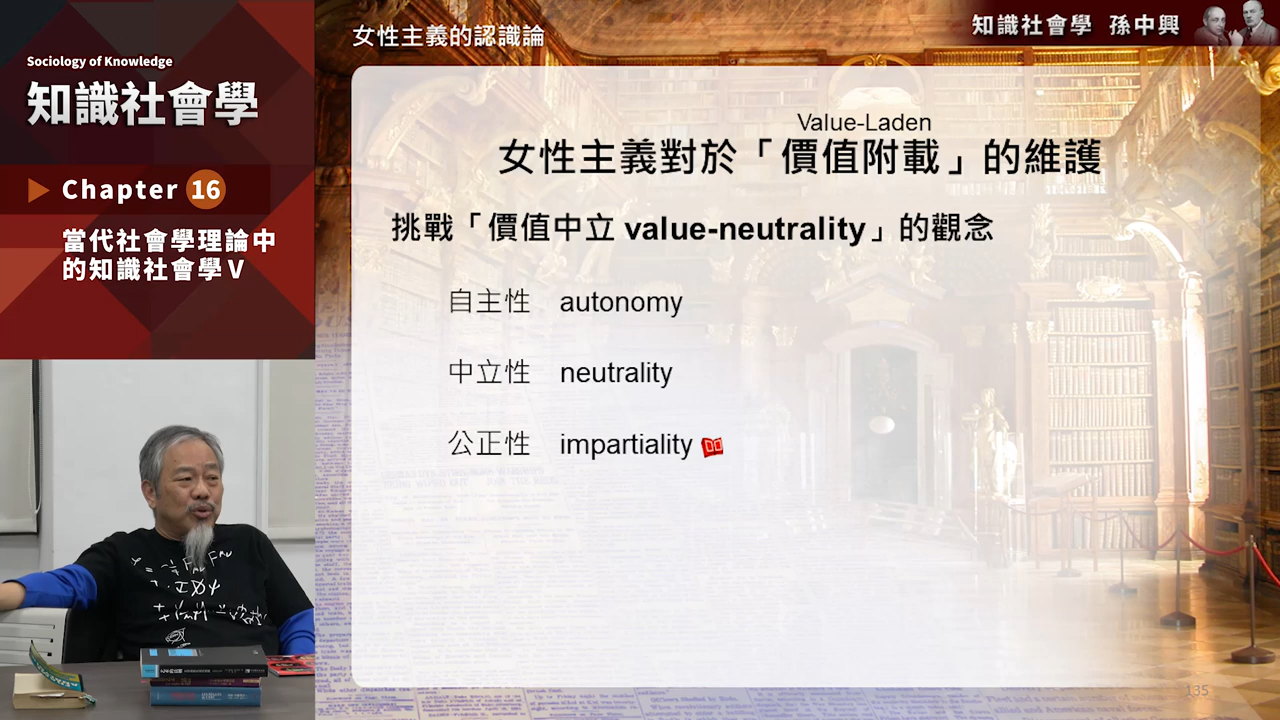 Sociology of Knowledge
知識社會學
Chapter 16
當代社會學理論中
的知識社會學 V
女性主義的認識論
知識社會學 孫中興
Value-Laden
女性主義對於「價值附載」的維護
挑戰「價值中立 value-neutrality」的觀念
自主性 autonomy
中立性 neutrality
公正性 impartiality
135